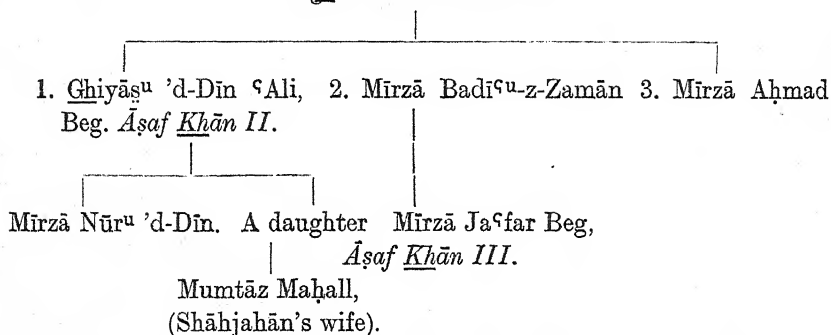 1. Ghiyās̤ᵘ 'd-Dīn ʿAli, 2. Mīrzā Badīʿᵘ-z-Zamān 3. Mīrzā Aḥmad
Beg. Āṣaf Khān II.
Mīrzā Nūrᵘ 'd-Dīn. A daughter Mīrzā Jaʿfar Beg,
Āṣaf Khān III.
Mumtāz Maḥall,
(Shāhjahān's wife).